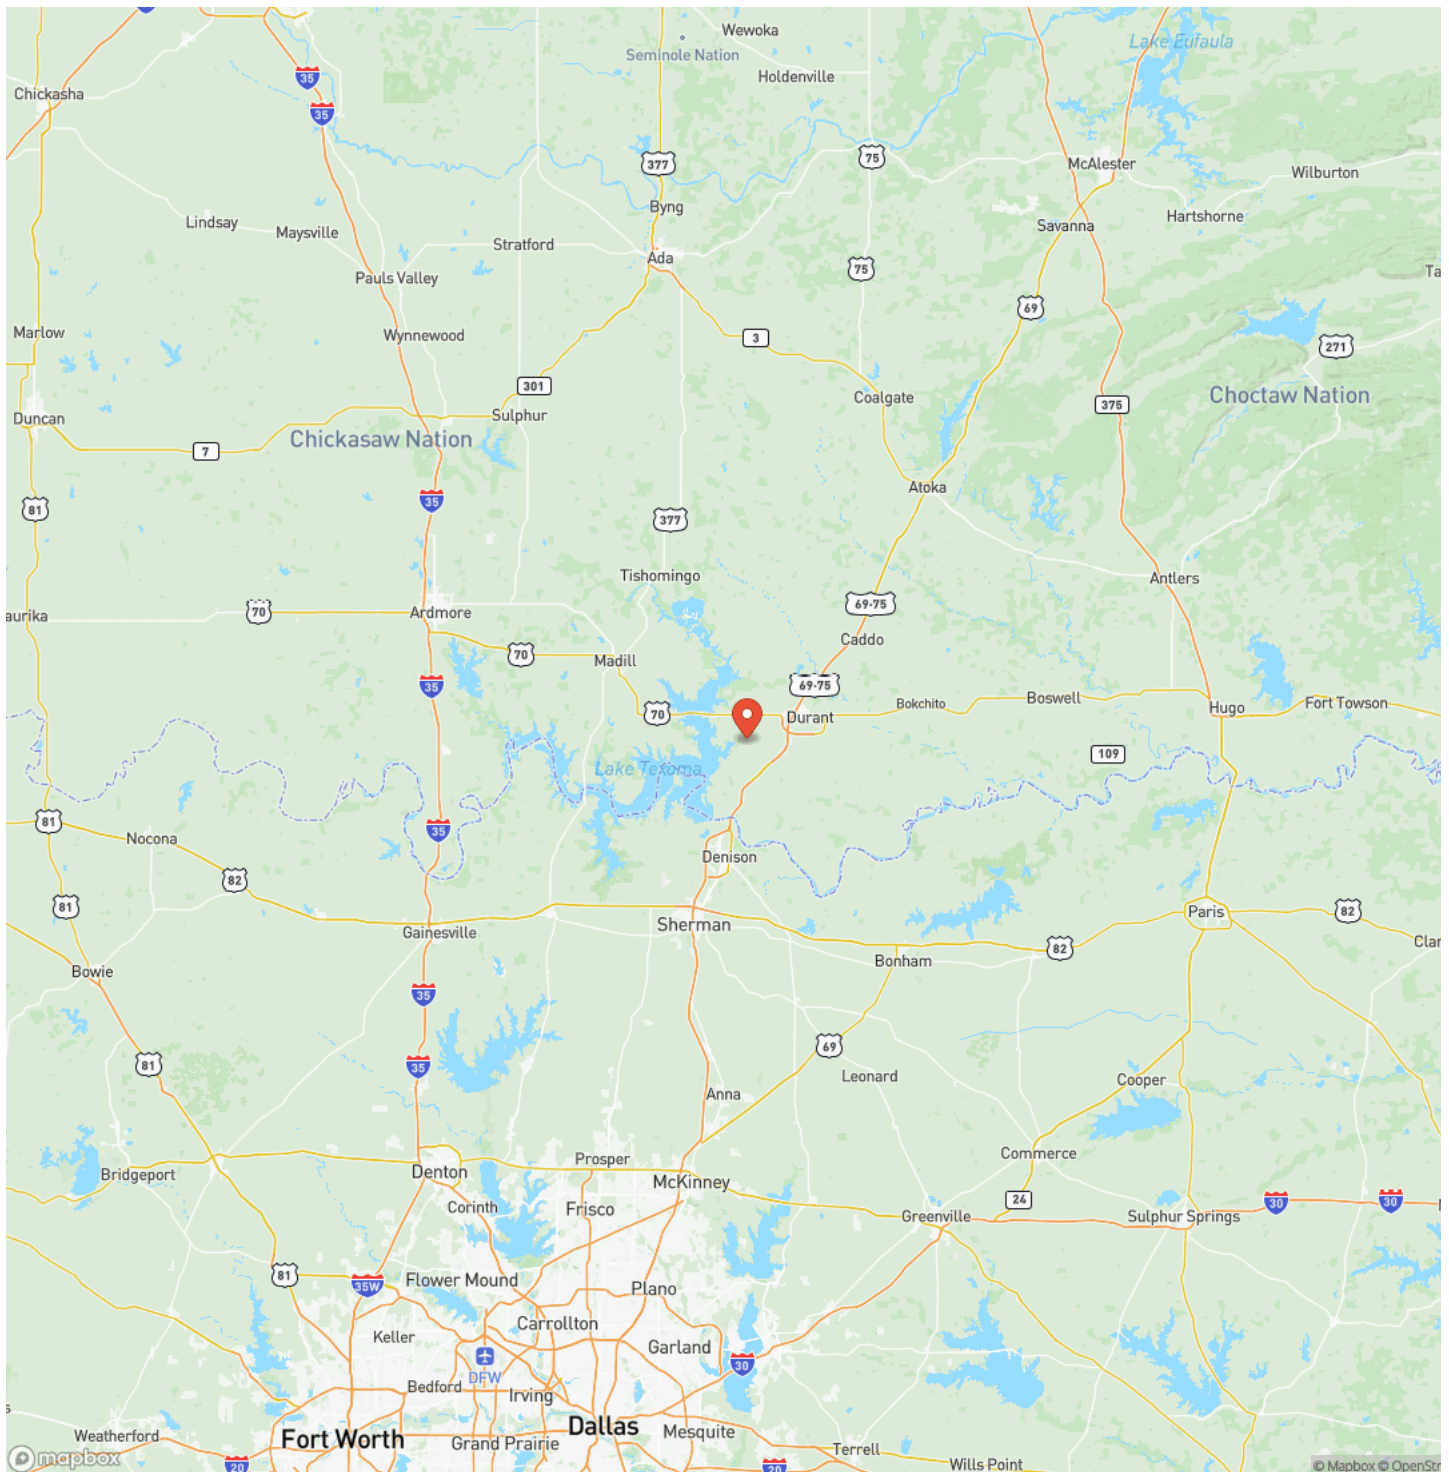 Wewoka
Seminole Nation
Lake Eufaula
Holdenville
35
Chickasha
35
35
377
75
McAlester
Wilburton
Byng
Hartshorne
Lindsay
Maysville
Stratford
Savanna
Ada
Pauls Valley
75
Ta
69
Marlow
Wynnewood
3
271
301
Coalgate
Choctaw Nation
375
Duncan
Sulphur
Chickasaw Nation
7
Atoka
35
81
377
Tishomingo
Antlers
69-75
aurika
70
Ardmore
Caddo
70
Madill
35
69-75
70
Durant
Bokchito
Boswell
Hugo
Fort Towson
Lake Texoma
109
81
35
Nocona
Denison
82
81
Paris
82
Gainesville
Sherman
82
Clar
Bowie
Bonham
35
81
35
69
Leonard
Cooper
Anna
Bridgeport
Denton
Prosper
Commerce
McKinney
24
30
30
Corinth
Frisco
Greenville
Sulphur Springs
81
35W
Flower Mound
Plano
Carrollton
Keller
Garland
30
DFW
Bedford
Irving
Weatherford
Fort Worth
Dallas
Mesquite
Grand Prairie
Terrell
mapbox
20
20
Wills Point
© Mapbox © OpenStr